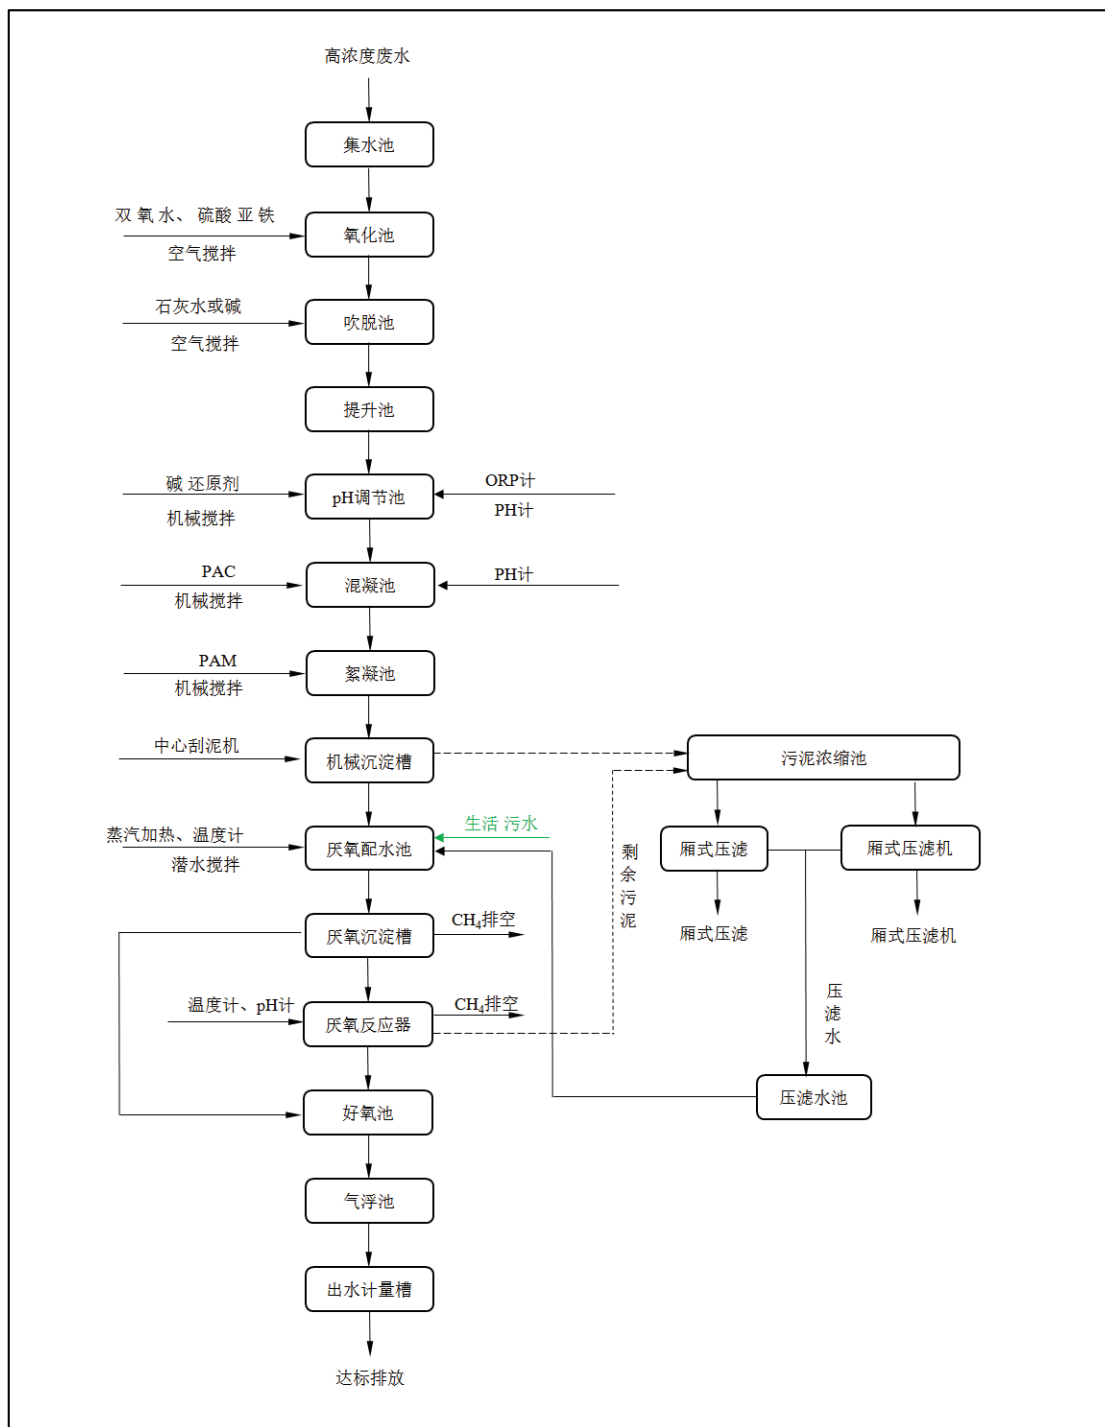 高浓度废水
集水池
双 氧 水、 硫酸 亚 铁
氧化池
空气搅拌
石灰水或碱
吹脱池
空气搅拌
提升池
碱 还原剂
ORP计
pH调节池
机械搅拌
PH计
PAC
PH计
混凝池
机械搅拌
PAM
絮凝池
机械搅拌
中心刮泥机
机械沉淀槽
污泥浓缩池
生活 污水
蒸汽加热、温度计
厌氧配水池
潜水搅拌
剩余污泥
厢式压滤
厢式压滤机
厢式压滤
厢式压滤机
CH₄排空
厌氧沉淀槽
温度计、pH计
CH₄排空
厌氧反应器
压滤水
压滤水池
好氧池
气浮池
出水计量槽
达标排放